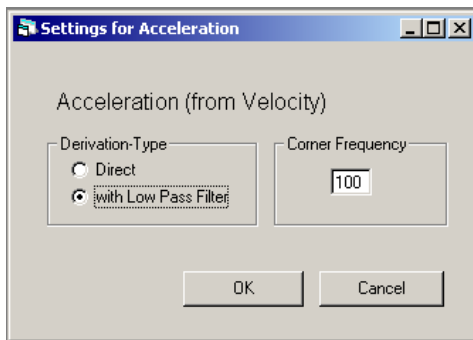 Settings for Acceleration
Acceleration (from Velocity)
Derivation-Type
Direct
with Low Pass Filter
Corner Frequency
100
OK
Cancel